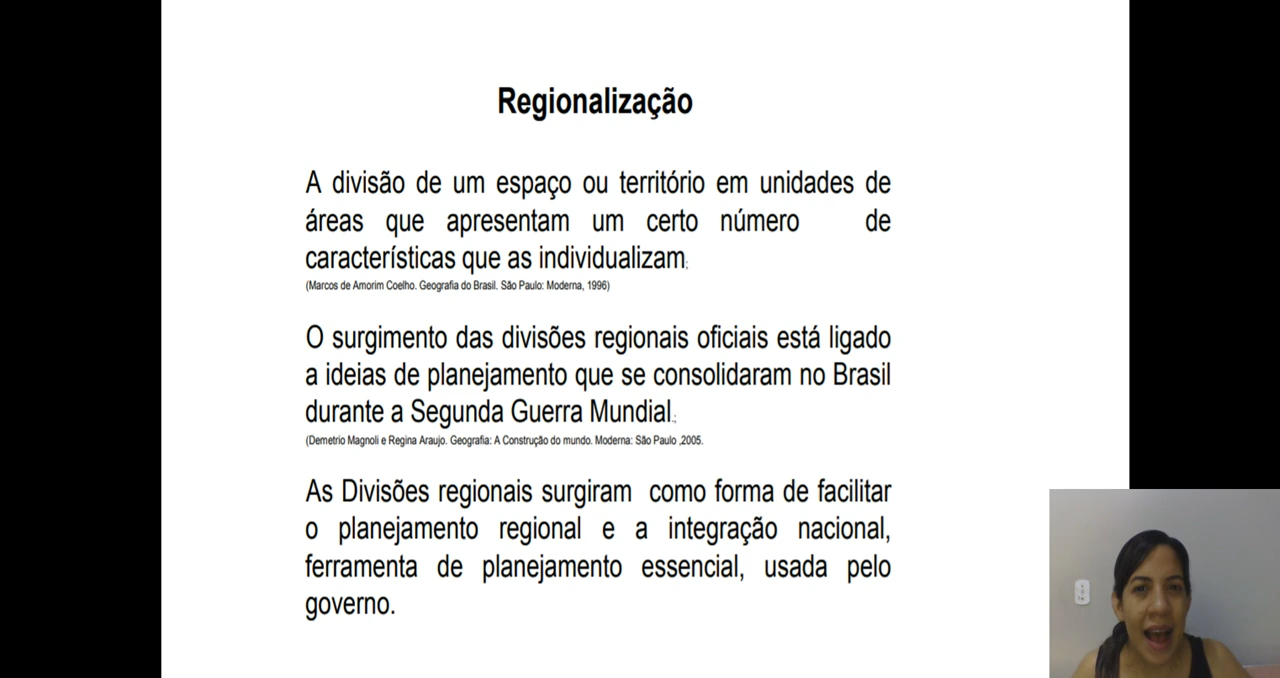 Regionalização
A divisão de um espaço ou território em unidades de
áreas que apresentam um certo número de
características que as individualizam;
(Marcos de Amorim Coelho. Geografia do Brasil. São Paulo: Moderna, 1996)
O surgimento das divisões regionais oficiais está ligado
a ideias de planejamento que se consolidaram no Brasil
durante a Segunda Guerra Mundial.;
(Demetrio Magnoli e Regina Araujo. Geografia: A Construção do mundo. Moderna: São Paulo ,2005.
As Divisões regionais surgiram como forma de facilitar
o planejamento regional e a integração nacional,
ferramenta de planejamento essencial, usada pelo
governo.